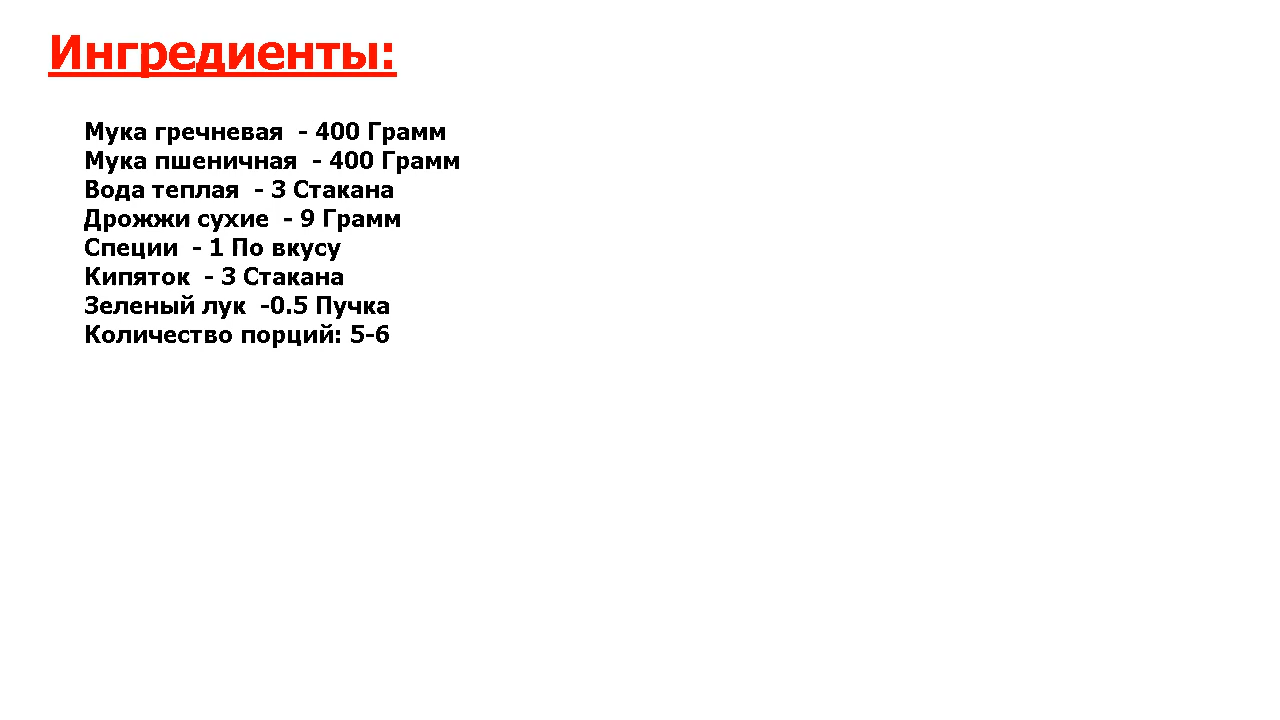 Ингредиенты:
Мука гречневая - 400 Грамм
Мука пшеничная - 400 Грамм
Вода теплая - 3 Стакана
Дрожжи сухие - 9 Грамм
Специи - 1 По вкусу
Кипяток - 3 Стакана
Зеленый лук -0.5 Пучка
Количество порций: 5-6